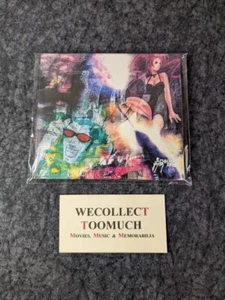 WECOLLECT
TOOMUCH
MOVIES, MUSIC & MEMORABILIA